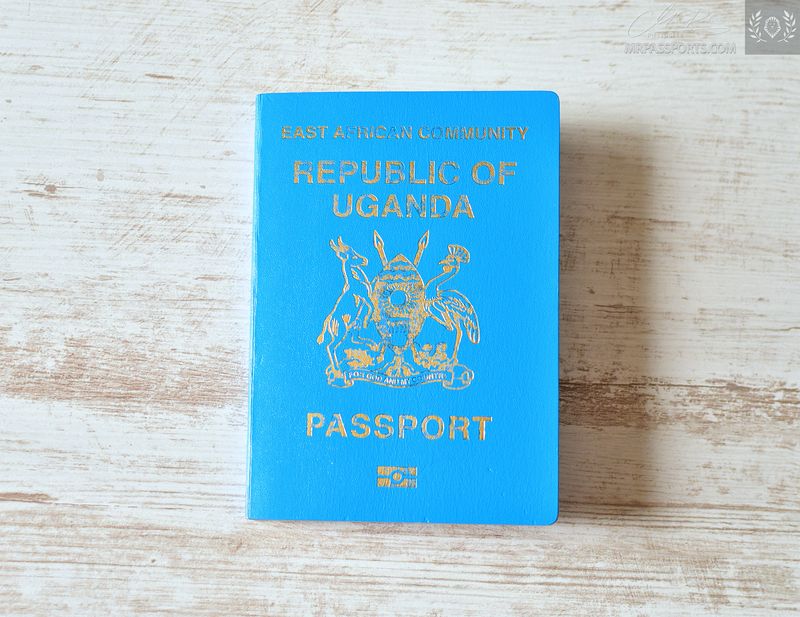 MRPASSPORTS.COM
EAST AFRICAN COMMUNITY
REPUBLIC OF
UGANDA
FOR GOD AND MY COUNTRY
PASSPORT